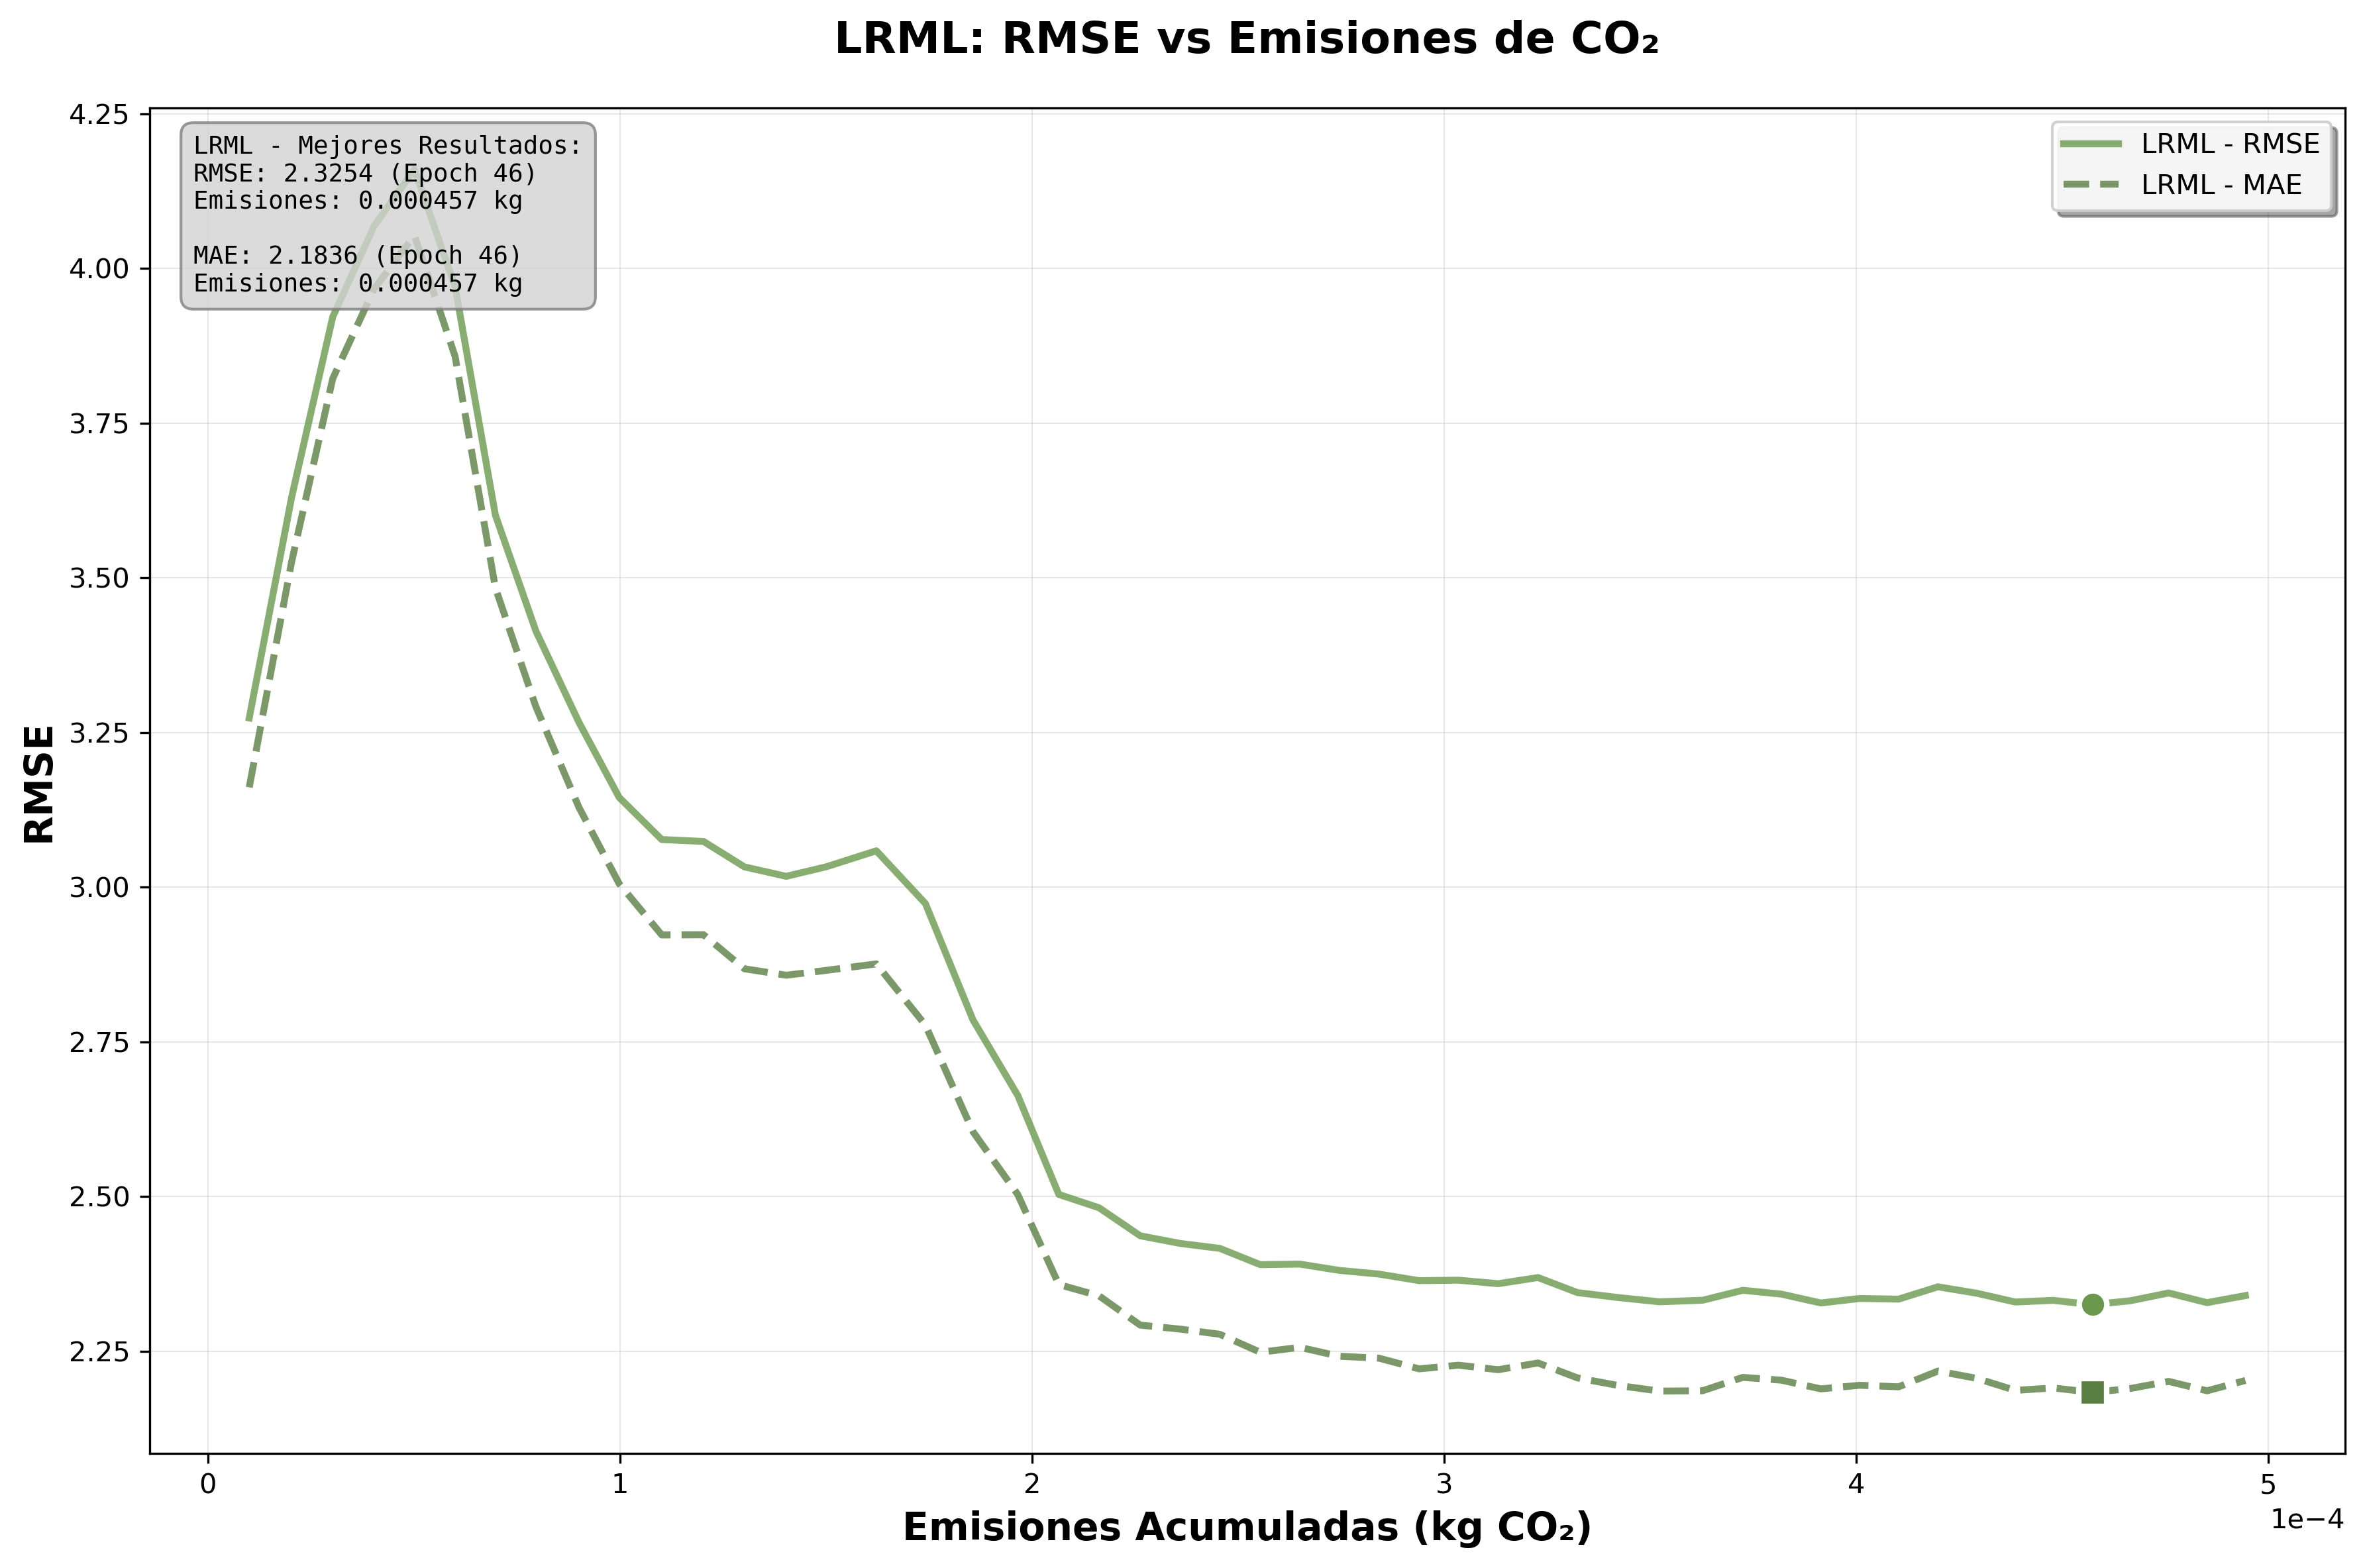 LRML: RMSE vs Emisiones de CO₂
LRML - Mejores Resultados:
RMSE: 2.3254 (Epoch 46)
Emisiones: 0.000457 kg
MAE: 2.1836 (Epoch 46)
Emisiones: 0.000457 kg
LRML - RMSE
LRML - MAE
RMSE
4.25
4.00
3.75
3.50
3.25
3.00
2.75
2.50
2.25
0
1
2
3
4
5
1e−4
Emisiones Acumuladas (kg CO₂)